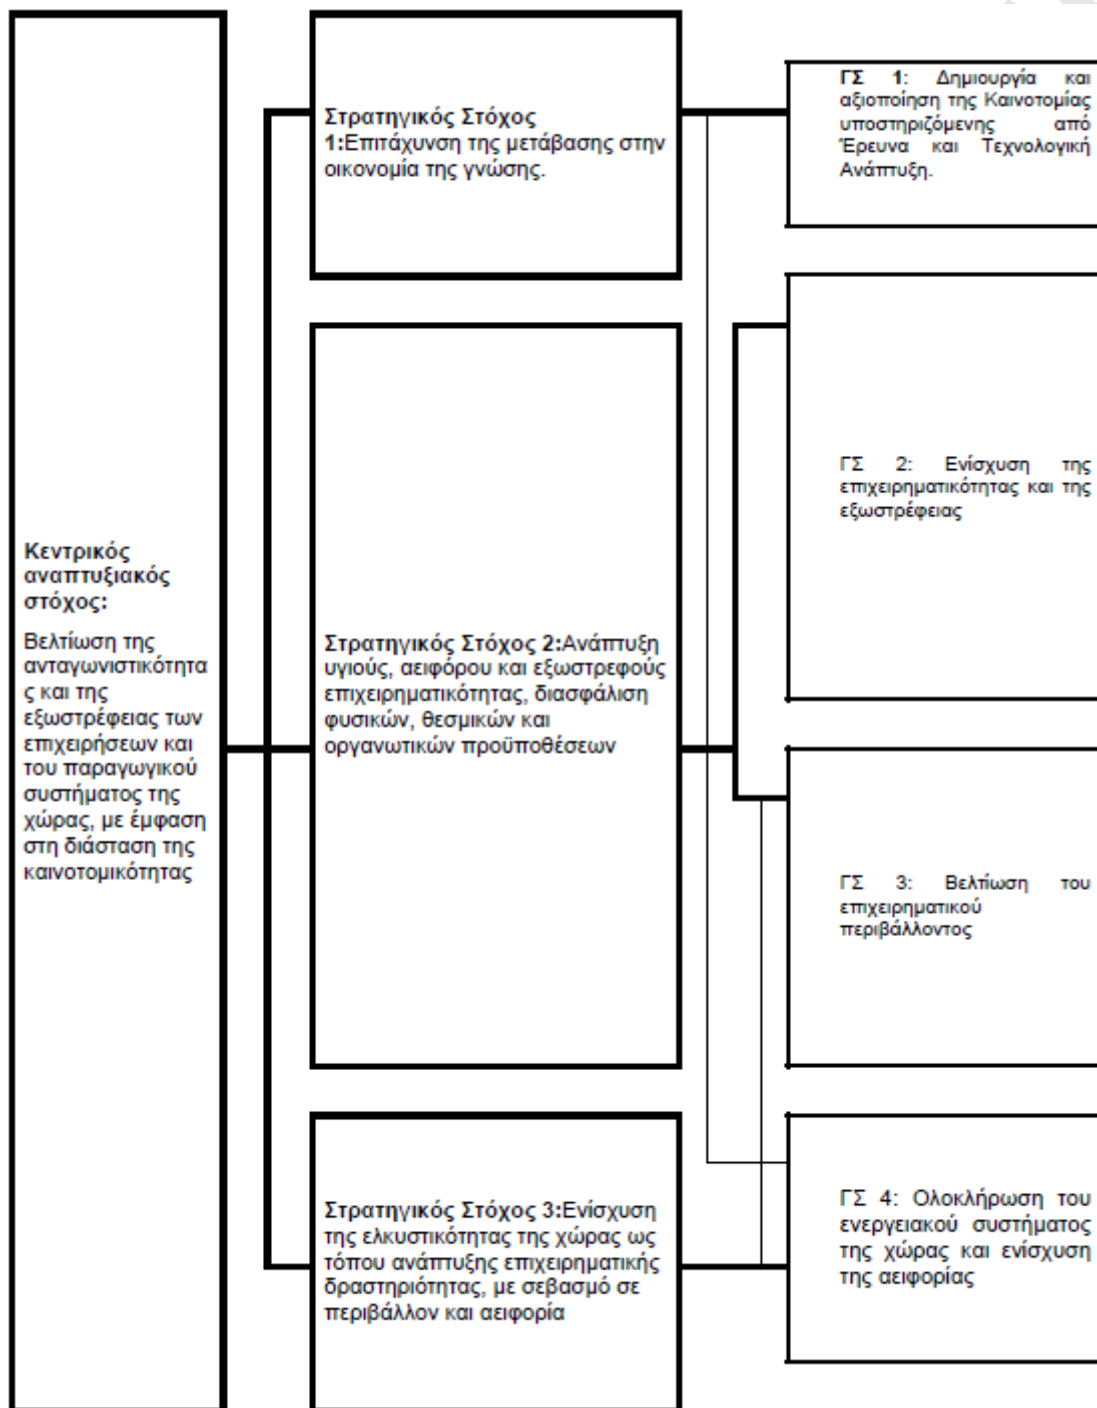 Κεντρικός
αναπτυξιακός
στόχος:
Βελτίωση της
ανταγωνιστικότητα
ς και της
εξωστρέφειας των
επιχειρήσεων και
του παραγωγικού
συστήματος της
χώρας, με έμφαση
στη διάσταση της
καινοτομικότητας
Στρατηγικός Στόχος
1:Επιτάχυνση της μετάβασης στην
οικονομία της γνώσης.
Στρατηγικός Στόχος 2:Ανάπτυξη
υγιούς, αειφόρου και εξωστρεφούς
επιχειρηματικότητας, διασφάλιση
φυσικών, θεσμικών και
οργανωτικών προϋποθέσεων
Στρατηγικός Στόχος 3:Ενίσχυση
της ελκυστικότητας της χώρας ως
τόπου ανάπτυξης επιχειρηματικής
δραστηριότητας, με σεβασμό σε
περιβάλλον και αειφορία
ΓΣ 1: Δημιουργία και
αξιοποίηση της Καινοτομίας
υποστηριζόμενης από
Έρευνα και Τεχνολογική
Ανάπτυξη.
ΓΣ 2: Ενίσχυση της
επιχειρηματικότητας και της
εξωστρέφειας
ΓΣ 3: Βελτίωση του
επιχειρηματικού
περιβάλλοντος
ΓΣ 4: Ολοκλήρωση του
ενεργειακού συστήματος
της χώρας και ενίσχυση
της αειφορίας